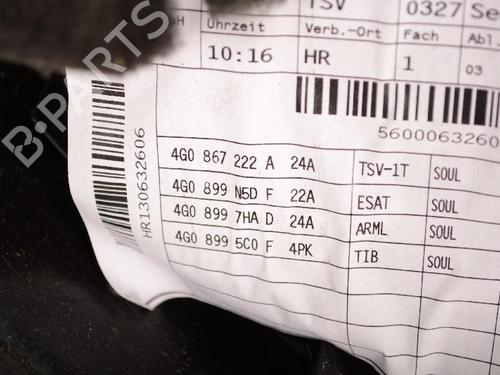 TSV 0327 Se
Uhrzeit Verb.-Ort Fach Abl
10:16 HR 1 03
5600063260
HR130632606
4G0 867 222 A 24A TSV-1T SOUL
4G0 899 N5D F 22A ESAT SOUL
4G0 899 7HA D 24A ARML SOUL
4G0 899 5C0 F 4PK TIB SOUL
B-PARTS